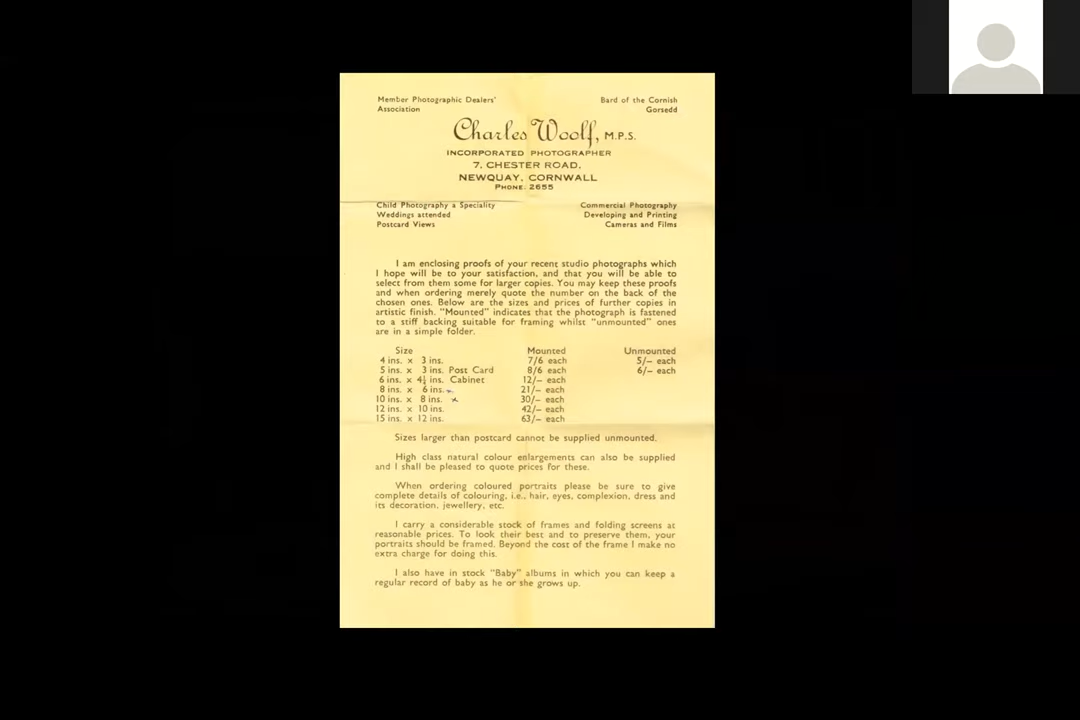 Member Photographic Dealers' Association
Bard of the Cornish Gorsedd
Charles Woolf, M.P.S.
INCORPORATED PHOTOGRAPHER
7, CHESTER ROAD,
NEWQUAY, CORNWALL
PHONE: 2655
Child Photography a Speciality
Weddings attended
Postcard Views
Commercial Photography
Developing and Printing
Cameras and Films
I am enclosing proofs of your recent studio photographs which
I hope will be to your satisfaction, and that you will be able to
select from them some for larger copies. You may keep these proofs
and when ordering merely quote the number on the back of the
chosen ones. Below are the sizes and prices of further copies in
artistic finish. "Mounted" indicates that the photograph is fastened
to a stiff backing suitable for framing whilst "unmounted" ones
are in a simple folder.
Size Mounted Unmounted
4 ins. x 3 ins. 7/6 each 5/- each
5 ins. x 3 ins. Post Card 8/6 each 6/- each
6 ins. x 4½ ins. Cabinet 12/- each
8 ins. x 6 ins. 21/- each
10 ins. x 8 ins. 30/- each
12 ins. x 10 ins. 42/- each
15 ins. x 12 ins. 63/- each
Sizes larger than postcard cannot be supplied unmounted.
High class natural colour enlargements can also be supplied
and I shall be pleased to quote prices for these.
When ordering coloured portraits please be sure to give
complete details of colouring, i.e., hair, eyes, complexion, dress and
its decoration, jewellery, etc.
I carry a considerable stock of frames and folding screens at
reasonable prices. To look their best and to preserve them, your
portraits should be framed. Beyond the cost of the frame I make no
extra charge for doing this.
I also have in stock "Baby" albums in which you can keep a
regular record of baby as he or she grows up.